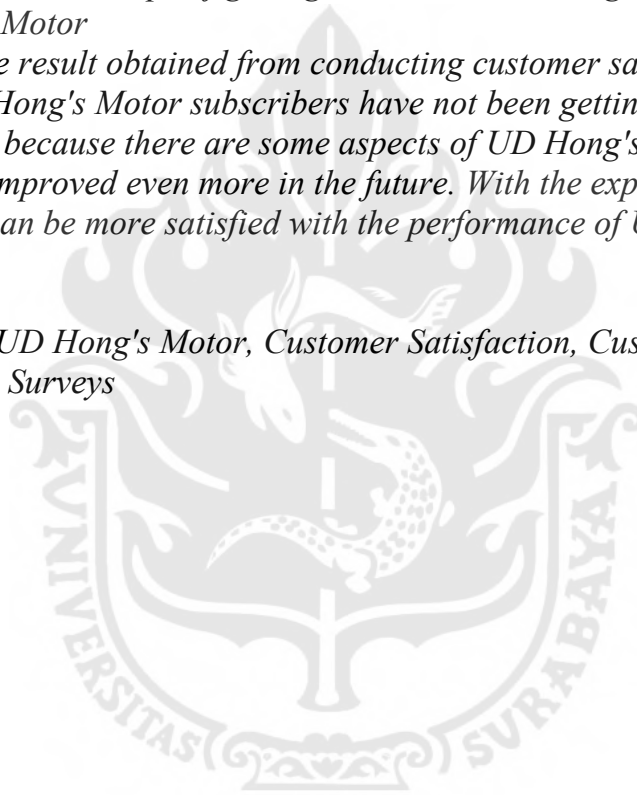 Motor
e result obtained from conducting customer sa
Hong's Motor subscribers have not been gettin
because there are some aspects of UD Hong's
improved even more in the future. With the exp
an be more satisfied with the performance of U
UD Hong's Motor, Customer Satisfaction, Cus
Surveys
UNIVERSITAS SURABAYA